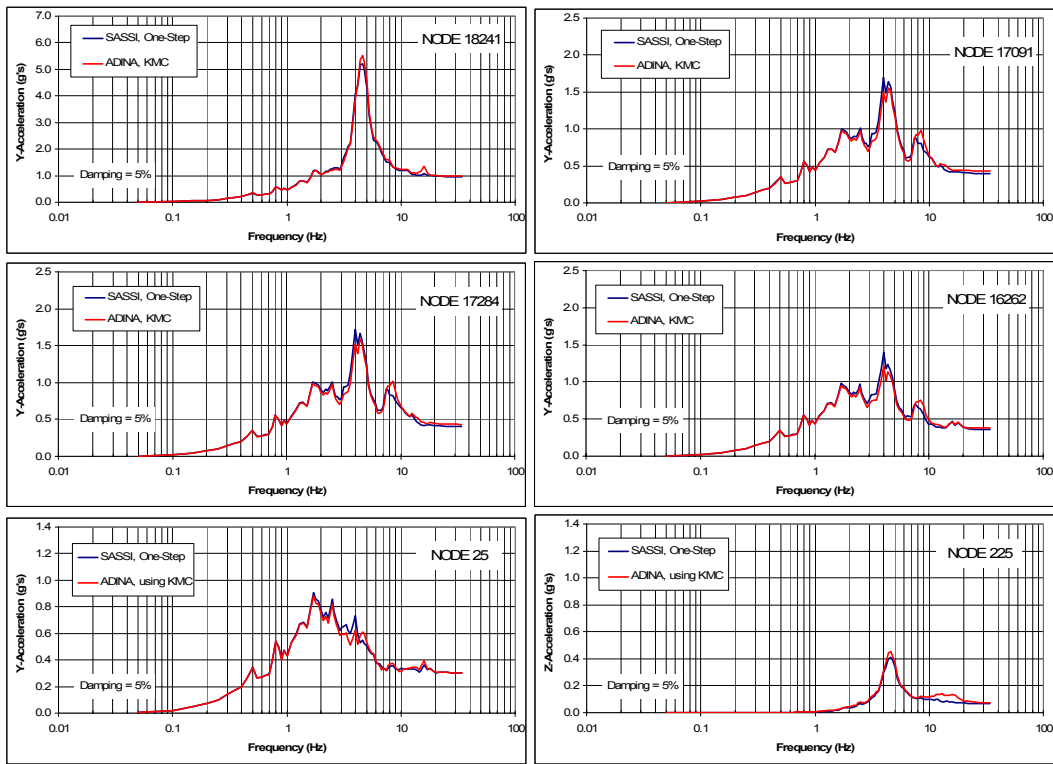 NODE 18241
SASSI, One-Step
ADINA, KMC
Damping = 5%
Y-Acceleration (g's)
7.0
6.0
5.0
4.0
3.0
2.0
1.0
0.0
0.01 0.1 1 10 100
Frequency (Hz)
NODE 17091
SASSI, One-Step
ADINA, KMC
Damping = 5%
Y-Acceleration (g's)
2.5
2.0
1.5
1.0
0.5
0.0
0.01 0.1 1 10 100
Frequency (Hz)
NODE 17284
SASSI, One-Step
ADINA, KMC
Damping = 5%
Y-Acceleration (g's)
2.5
2.0
1.5
1.0
0.5
0.0
0.01 0.1 1 10 100
Frequency (Hz)
NODE 16262
SASSI, One-Step
ADINA, KMC
Damping = 5%
Y-Acceleration (g's)
2.5
2.0
1.5
1.0
0.5
0.0
0.01 0.1 1 10 100
Frequency (Hz)
NODE 25
SASSI, One-Step
ADINA, using KMC
Damping = 5%
Y-Acceleration (g's)
1.4
1.2
1.0
0.8
0.6
0.4
0.2
0.0
0.01 0.1 1 10 100
Frequency (Hz)
NODE 225
SASSI, One-Step
ADINA, using KMC
Damping = 5%
Z-Acceleration (g's)
1.4
1.2
1.0
0.8
0.6
0.4
0.2
0.0
0.01 0.1 1 10 100
Frequency (Hz)